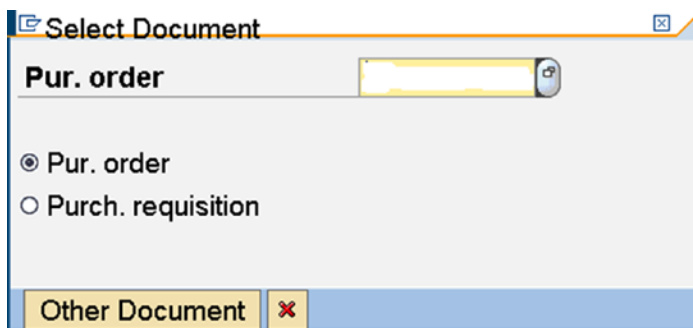 Select Document
Pur. order
Pur. order
Purch. requisition
Other Document